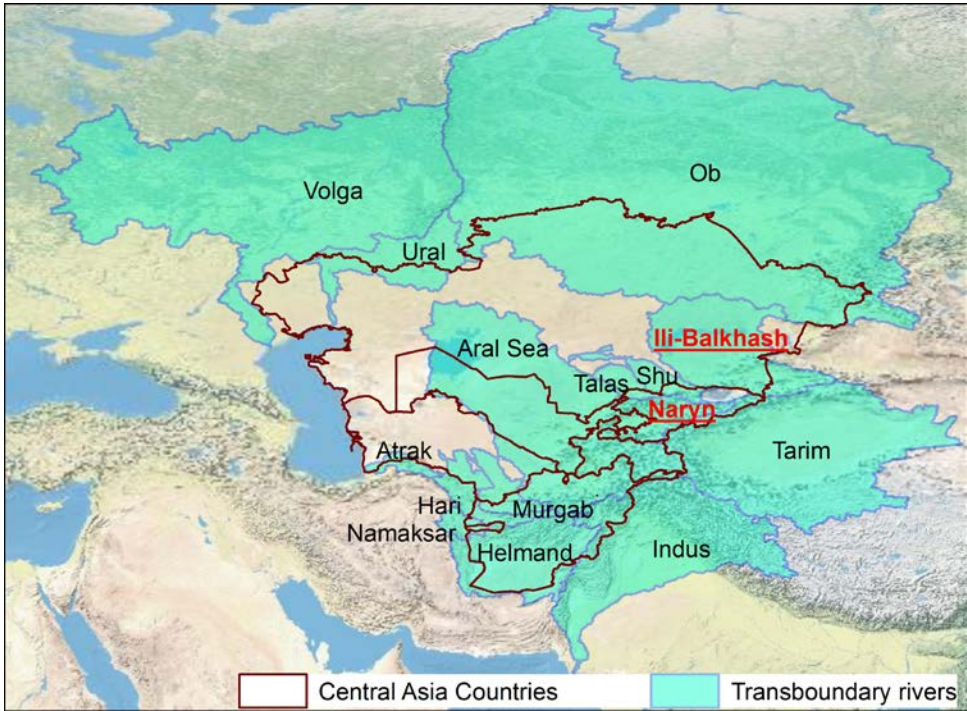 Ob
Volga
Ural
Ili-Balkhash
Aral Sea
Shu
Talas
Naryn
Atrak
Tarim
Hari
Murgab
Namaksar
Helmand
Indus
Central Asia Countries
Transboundary rivers